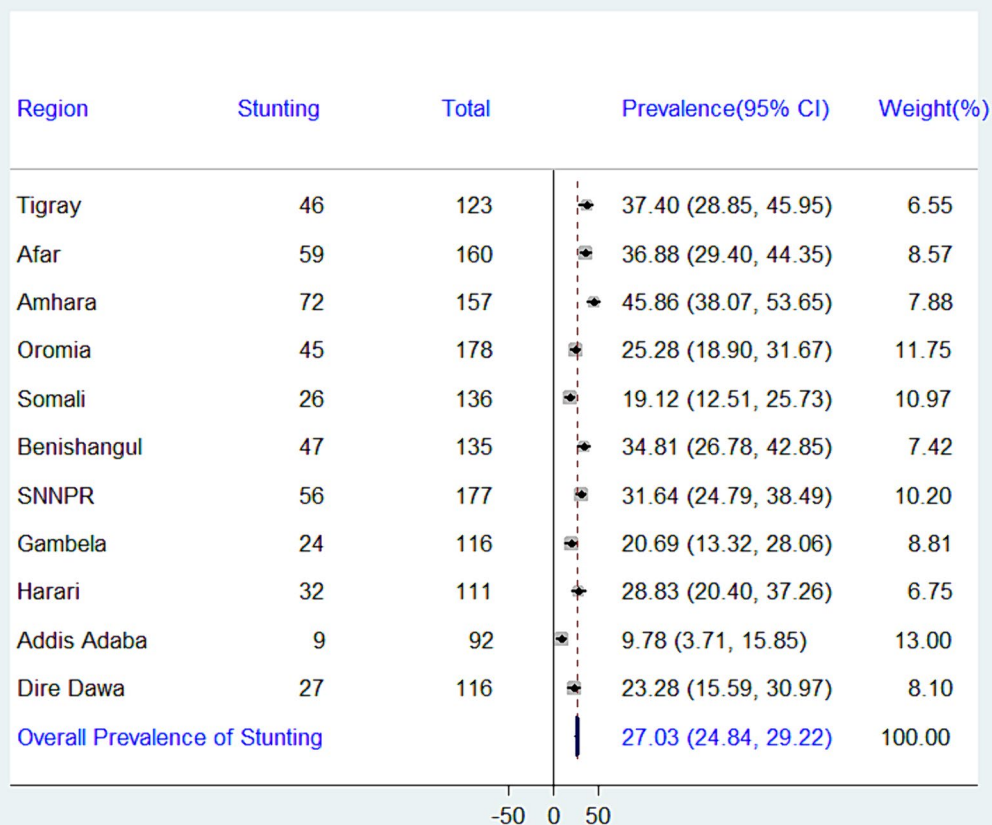 Region Stunting Total Prevalence(95% CI) Weight(%)
Tigray 46 123 37.40 (28.85, 45.95) 6.55
Afar 59 160 36.88 (29.40, 44.35) 8.57
Amhara 72 157 45.86 (38.07, 53.65) 7.88
Oromia 45 178 25.28 (18.90, 31.67) 11.75
Somali 26 136 19.12 (12.51, 25.73) 10.97
Benishangul 47 135 34.81 (26.78, 42.85) 7.42
SNNPR 56 177 31.64 (24.79, 38.49) 10.20
Gambela 24 116 20.69 (13.32, 28.06) 8.81
Harari 32 111 28.83 (20.40, 37.26) 6.75
Addis Adaba 9 92 9.78 (3.71, 15.85) 13.00
Dire Dawa 27 116 23.28 (15.59, 30.97) 8.10
Overall Prevalence of Stunting 27.03 (24.84, 29.22) 100.00
-50 0 50